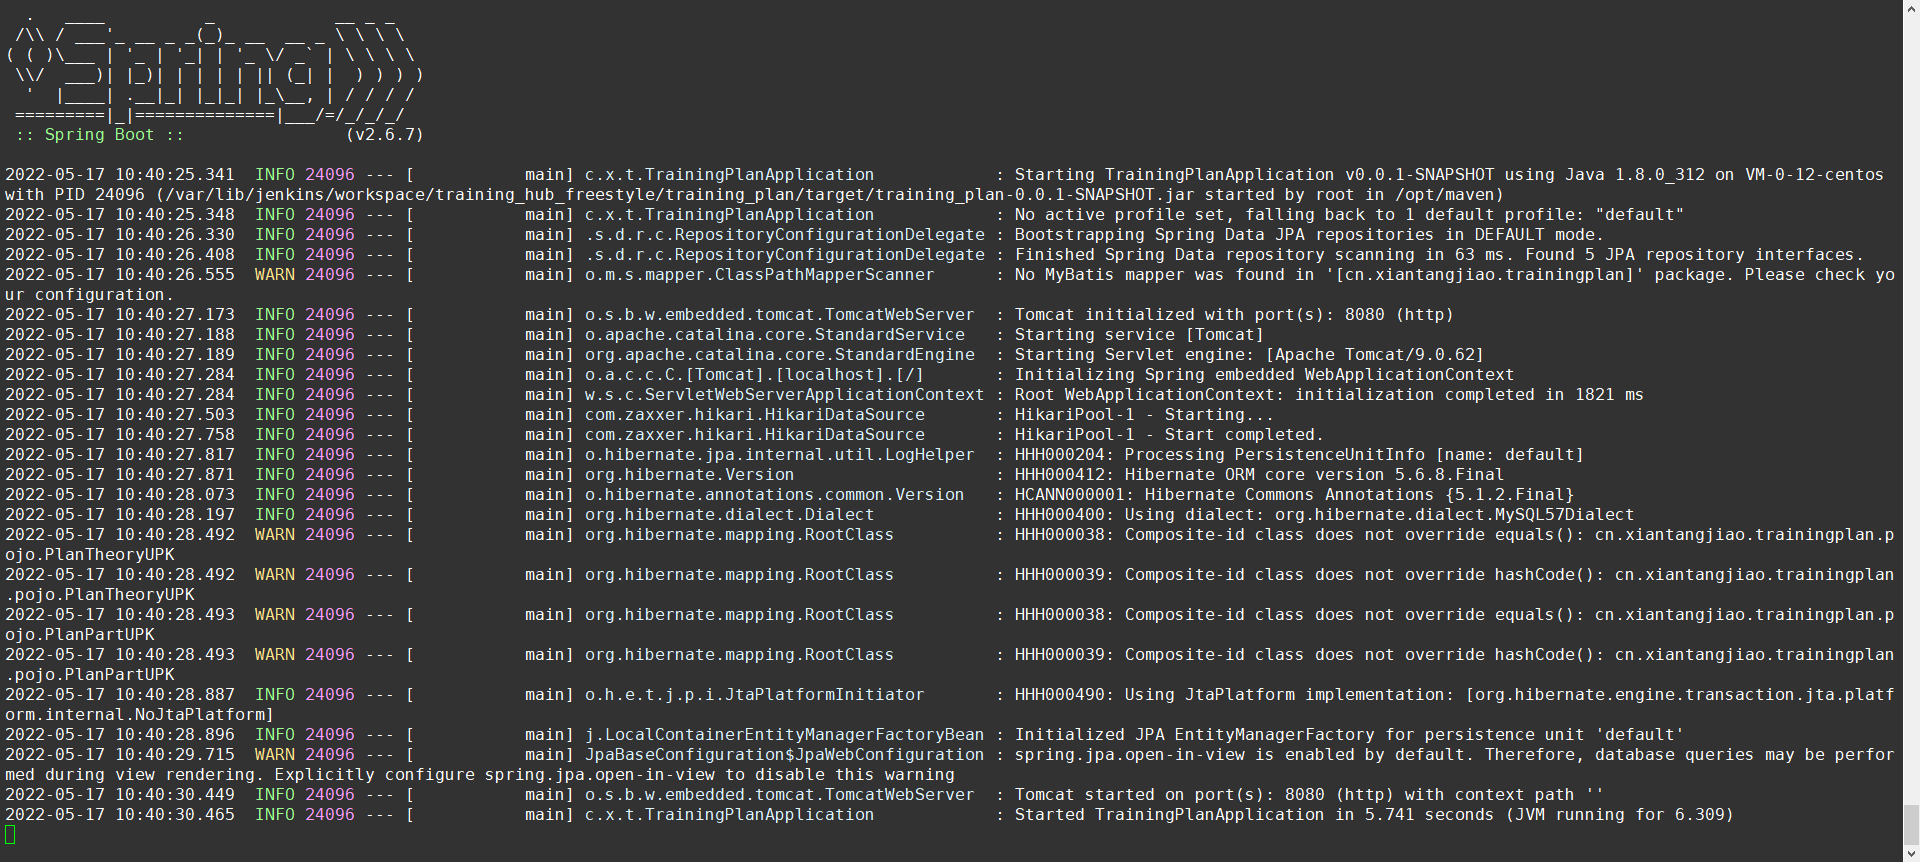 .   ____          _            __ _ _
 /\\ / ___'_ __ _ _(_)_ __  __ _ \ \ \ \
( ( )\___ | '_ | '_| | '_ \/ _` | \ \ \ \
 \\/  ___)| |_)| | | | | || (_| |  ) ) ) )
  '  |____| .__|_| |_|_| |_\__, | / / / /
 =========|_|==============|___/=/_/_/_/
 :: Spring Boot ::                (v2.6.7)

2022-05-17 10:40:25.341  INFO 24096 --- [           main] c.x.t.TrainingPlanApplication            : Starting TrainingPlanApplication v0.0.1-SNAPSHOT using Java 1.8.0_312 on VM-0-12-centos
with PID 24096 (/var/lib/jenkins/workspace/training_hub_freestyle/training_plan/target/training_plan-0.0.1-SNAPSHOT.jar started by root in /opt/maven)
2022-05-17 10:40:25.348  INFO 24096 --- [           main] c.x.t.TrainingPlanApplication            : No active profile set, falling back to 1 default profile: "default"
2022-05-17 10:40:26.330  INFO 24096 --- [           main] .s.d.r.c.RepositoryConfigurationDelegate : Bootstrapping Spring Data JPA repositories in DEFAULT mode.
2022-05-17 10:40:26.408  INFO 24096 --- [           main] .s.d.r.c.RepositoryConfigurationDelegate : Finished Spring Data repository scanning in 63 ms. Found 5 JPA repository interfaces.
2022-05-17 10:40:26.555  WARN 24096 --- [           main] o.m.s.mapper.ClassPathMapperScanner      : No MyBatis mapper was found in '[cn.xiantangjiao.trainingplan]' package. Please check yo
ur configuration.
2022-05-17 10:40:27.173  INFO 24096 --- [           main] o.s.b.w.embedded.tomcat.TomcatWebServer  : Tomcat initialized with port(s): 8080 (http)
2022-05-17 10:40:27.188  INFO 24096 --- [           main] o.apache.catalina.core.StandardService   : Starting service [Tomcat]
2022-05-17 10:40:27.189  INFO 24096 --- [           main] org.apache.catalina.core.StandardEngine  : Starting Servlet engine: [Apache Tomcat/9.0.62]
2022-05-17 10:40:27.284  INFO 24096 --- [           main] o.a.c.c.C.[Tomcat].[localhost].[/]       : Initializing Spring embedded WebApplicationContext
2022-05-17 10:40:27.284  INFO 24096 --- [           main] w.s.c.ServletWebServerApplicationContext : Root WebApplicationContext: initialization completed in 1821 ms
2022-05-17 10:40:27.503  INFO 24096 --- [           main] com.zaxxer.hikari.HikariDataSource       : HikariPool-1 - Starting...
2022-05-17 10:40:27.758  INFO 24096 --- [           main] com.zaxxer.hikari.HikariDataSource       : HikariPool-1 - Start completed.
2022-05-17 10:40:27.817  INFO 24096 --- [           main] o.hibernate.jpa.internal.util.LogHelper  : HHH000204: Processing PersistenceUnitInfo [name: default]
2022-05-17 10:40:27.871  INFO 24096 --- [           main] org.hibernate.Version                    : HHH000412: Hibernate ORM core version 5.6.8.Final
2022-05-17 10:40:28.073  INFO 24096 --- [           main] o.hibernate.annotations.common.Version   : HCANN000001: Hibernate Commons Annotations {5.1.2.Final}
2022-05-17 10:40:28.197  INFO 24096 --- [           main] org.hibernate.dialect.Dialect            : HHH000400: Using dialect: org.hibernate.dialect.MySQL57Dialect
2022-05-17 10:40:28.492  WARN 24096 --- [           main] org.hibernate.mapping.RootClass          : HHH000038: Composite-id class does not override equals(): cn.xiantangjiao.trainingplan.p
ojo.PlanTheoryUPK
2022-05-17 10:40:28.492  WARN 24096 --- [           main] org.hibernate.mapping.RootClass          : HHH000039: Composite-id class does not override hashCode(): cn.xiantangjiao.trainingplan
.pojo.PlanTheoryUPK
2022-05-17 10:40:28.493  WARN 24096 --- [           main] org.hibernate.mapping.RootClass          : HHH000038: Composite-id class does not override equals(): cn.xiantangjiao.trainingplan.p
ojo.PlanPartUPK
2022-05-17 10:40:28.493  WARN 24096 --- [           main] org.hibernate.mapping.RootClass          : HHH000039: Composite-id class does not override hashCode(): cn.xiantangjiao.trainingplan
.pojo.PlanPartUPK
2022-05-17 10:40:28.887  INFO 24096 --- [           main] o.h.e.t.j.p.i.JtaPlatformInitiator       : HHH000490: Using JtaPlatform implementation: [org.hibernate.engine.transaction.jta.platf
orm.internal.NoJtaPlatform]
2022-05-17 10:40:28.896  INFO 24096 --- [           main] j.LocalContainerEntityManagerFactoryBean : Initialized JPA EntityManagerFactory for persistence unit 'default'
2022-05-17 10:40:29.715  WARN 24096 --- [           main] JpaBaseConfiguration$JpaWebConfiguration : spring.jpa.open-in-view is enabled by default. Therefore, database queries may be perfor
med during view rendering. Explicitly configure spring.jpa.open-in-view to disable this warning
2022-05-17 10:40:30.449  INFO 24096 --- [           main] o.s.b.w.embedded.tomcat.TomcatWebServer  : Tomcat started on port(s): 8080 (http) with context path ''
2022-05-17 10:40:30.465  INFO 24096 --- [           main] c.x.t.TrainingPlanApplication            : Started TrainingPlanApplication in 5.741 seconds (JVM running for 6.309)